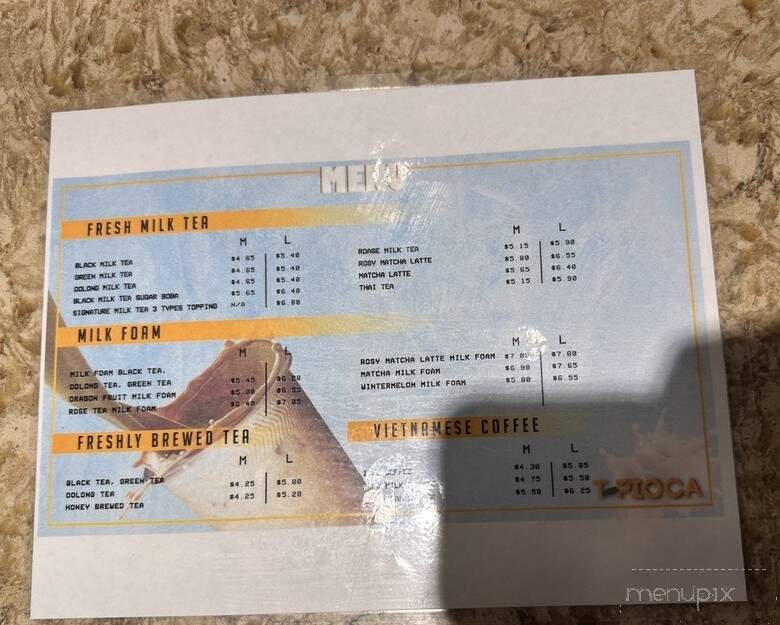 MENU
FRESH MILK TEA
M L
BLACK MILK TEA $4.65 $5.40
GREEN MILK TEA $4.65 $5.40
OOLONG MILK TEA $4.65 $5.40
BLACK MILK TEA SUGAR BOBA $5.65 $6.40
SIGNATURE MILK TEA 3 TYPES TOPPING N/A $6.80
M L
ROASE MILK TEA $5.15 $5.90
ROSY MATCHA LATTE $5.80 $6.55
MATCHA LATTE $5.65 $6.40
THAI TEA $5.15 $5.90
MILK FOAM
M L
MILK FOAM BLACK TEA,
OOLONG TEA, GREEN TEA $5.45 $6.20
DRAGON FRUIT MILK FOAM $5.80 $6.55
ROSE TEA MILK FOAM $6.40 $7.05
L
ROSY MATCHA LATTE MILK FOAM $7.05 $7.80
MATCHA MILK FOAM $6.90 $7.65
WINTERMELON MILK FOAM $5.80 $6.55
FRESHLY BREWED TEA
M L
BLACK TEA, GREEN TEA
OOLONG TEA $4.25 $5.00
HONEY BREWED TEA $4.25 $5.20
VIETNAMESE COFFEE
M L
COFFEE $4.30 $5.05
MILK $4.75 $5.50
$5.50 $6.25
T-PIOCA
menupix